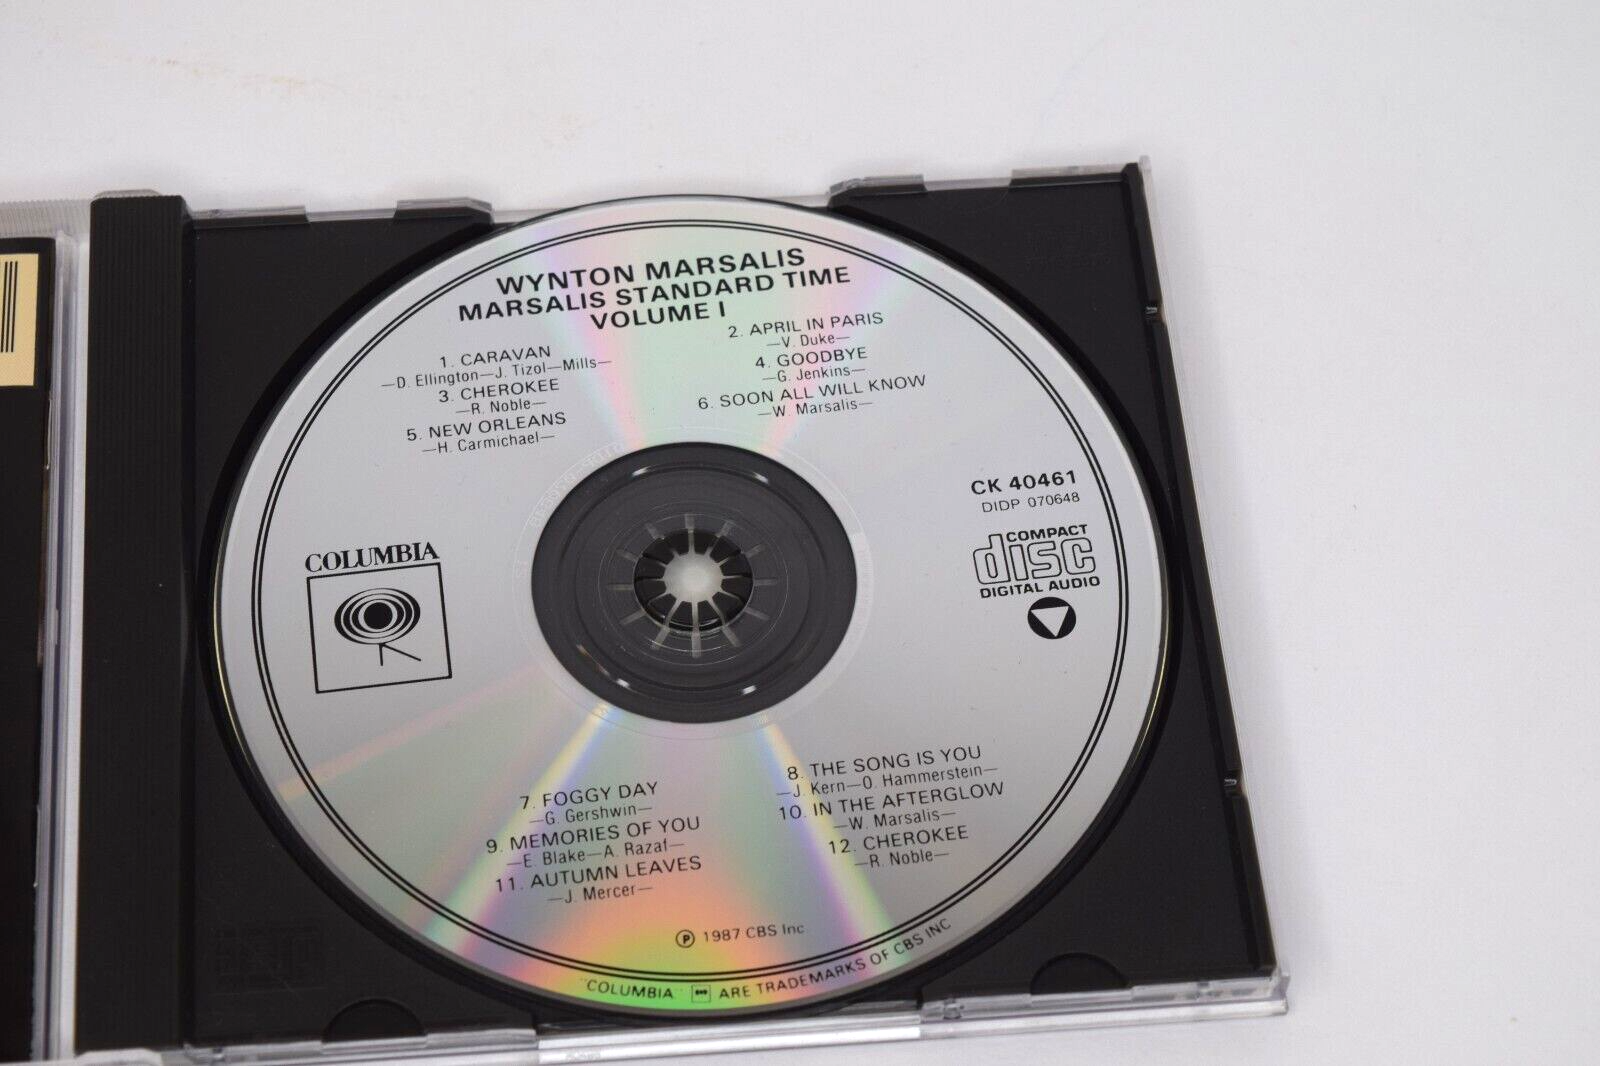 WYNTON MARSALIS
MARSALIS STANDARD TIME
VOLUME I
1. CARAVAN
—D. Ellington—J. Tizol—Mills—
2. APRIL IN PARIS
—V. Duke—
3. CHEROKEE
—R. Noble—
4. GOODBYE
—G. Jenkins—
5. NEW ORLEANS
—H. Carmichael—
6. SOON ALL WILL KNOW
—W. Marsalis—
COLUMBIA
CK 40461
DIDP 070648
COMPACT
disc
DIGITAL AUDIO
7. FOGGY DAY
—G. Gershwin—
8. THE SONG IS YOU
—J. Kern—O. Hammerstein—
9. MEMORIES OF YOU
—E. Blake—A. Razaf—
10. IN THE AFTERGLOW
—W. Marsalis—
11. AUTUMN LEAVES
—J. Mercer—
12. CHEROKEE
—R. Noble—
Ⓟ 1987 CBS Inc
"COLUMBIA" ARE TRADEMARKS OF CBS INC